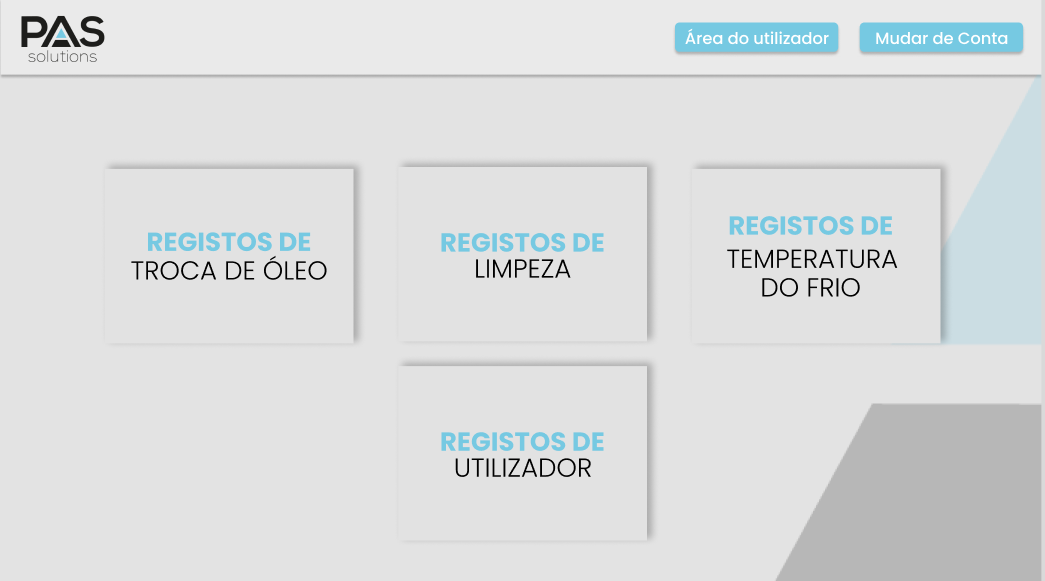 PAS
solutions
Área do utilizador
Mudar de Conta
REGISTOS DE
TROCA DE ÓLEO
REGISTOS DE
LIMPEZA
REGISTOS DE
TEMPERATURA
DO FRIO
REGISTOS DE
UTILIZADOR